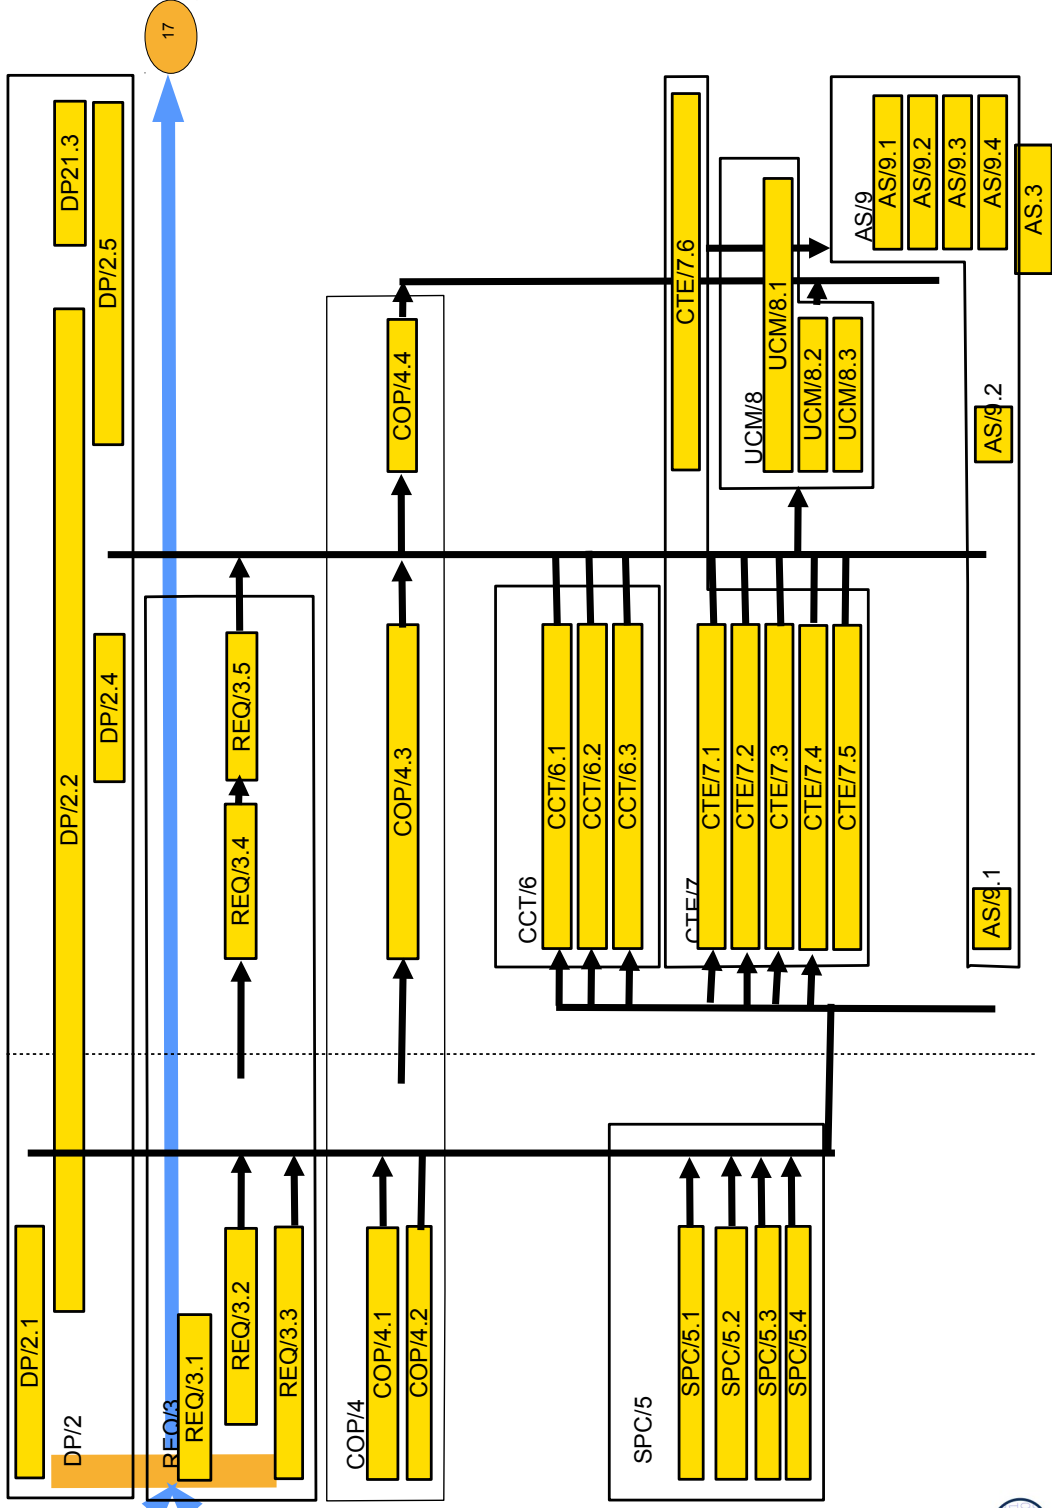 17
DP/2
DP/2.1
DP/2.2
DP21.3
DP/2.4
DP/2.5
REQ/3
REQ/3.1
REQ/3.2
REQ/3.3
REQ/3.4
REQ/3.5
COP/4
COP/4.1
COP/4.2
COP/4.3
COP/4.4
SPC/5
SPC/5.1
SPC/5.2
SPC/5.3
SPC/5.4
CCT/6
CCT/6.1
CCT/6.2
CCT/6.3
CTE/7
CTE/7.1
CTE/7.2
CTE/7.3
CTE/7.4
CTE/7.5
CTE/7.6
UCM/8
UCM/8.1
UCM/8.2
UCM/8.3
AS/9
AS/9.1
AS/9.2
AS/9.3
AS/9.4
AS/9.1
AS/9.2
AS.3